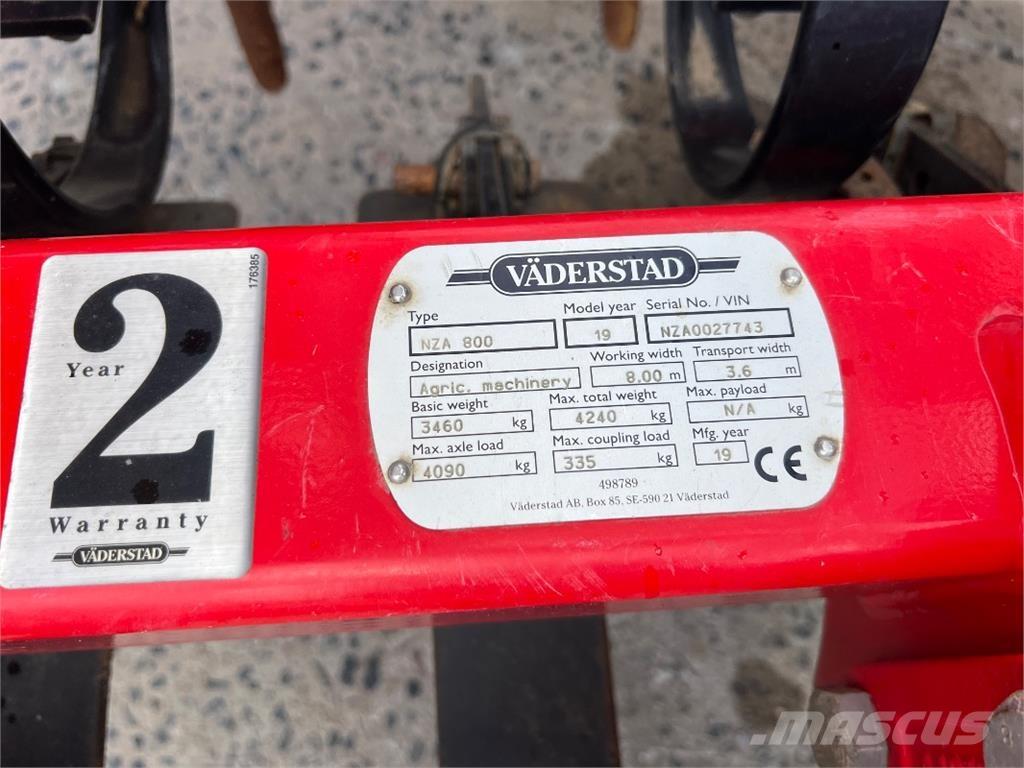 176385
2
Year
Warranty
VÄDERSTAD
VÄDERSTAD
Type Model year Serial No. / VIN
NZA 800 19 NZA0027743
Designation Working width Transport width
Agric. machinery 8.00 m 3.6 m
Basic weight Max. total weight Max. payload
3460 kg 4240 kg N/A kg
Max. axle load Max. coupling load Mfg. year
4090 kg 335 kg 19
CE
498789
Väderstad AB, Box 85, SE-590 21 Väderstad
MASCUS